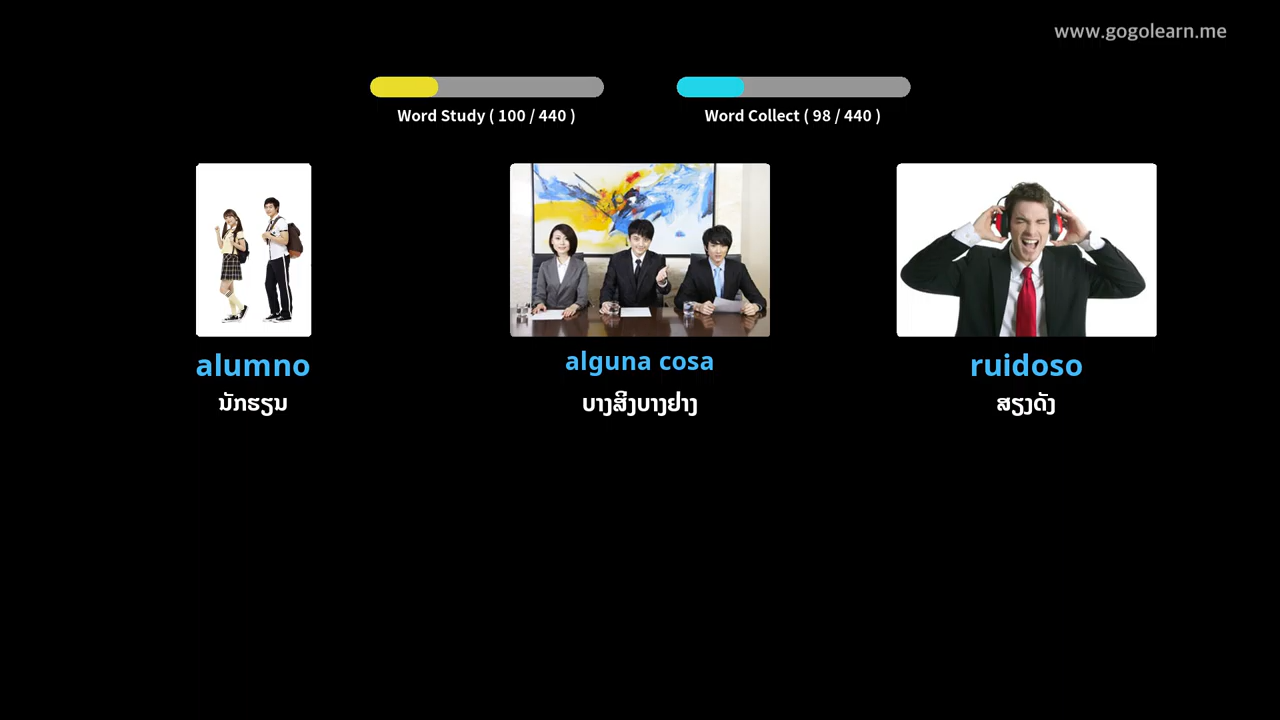 www.gogolearn.me
Word Study ( 100 / 440 )
Word Collect ( 98 / 440 )
alumno
ນັກຮຽນ
alguna cosa
ບາງສິ່ງບາງຢ່າງ
ruidoso
ສຽງດັງ